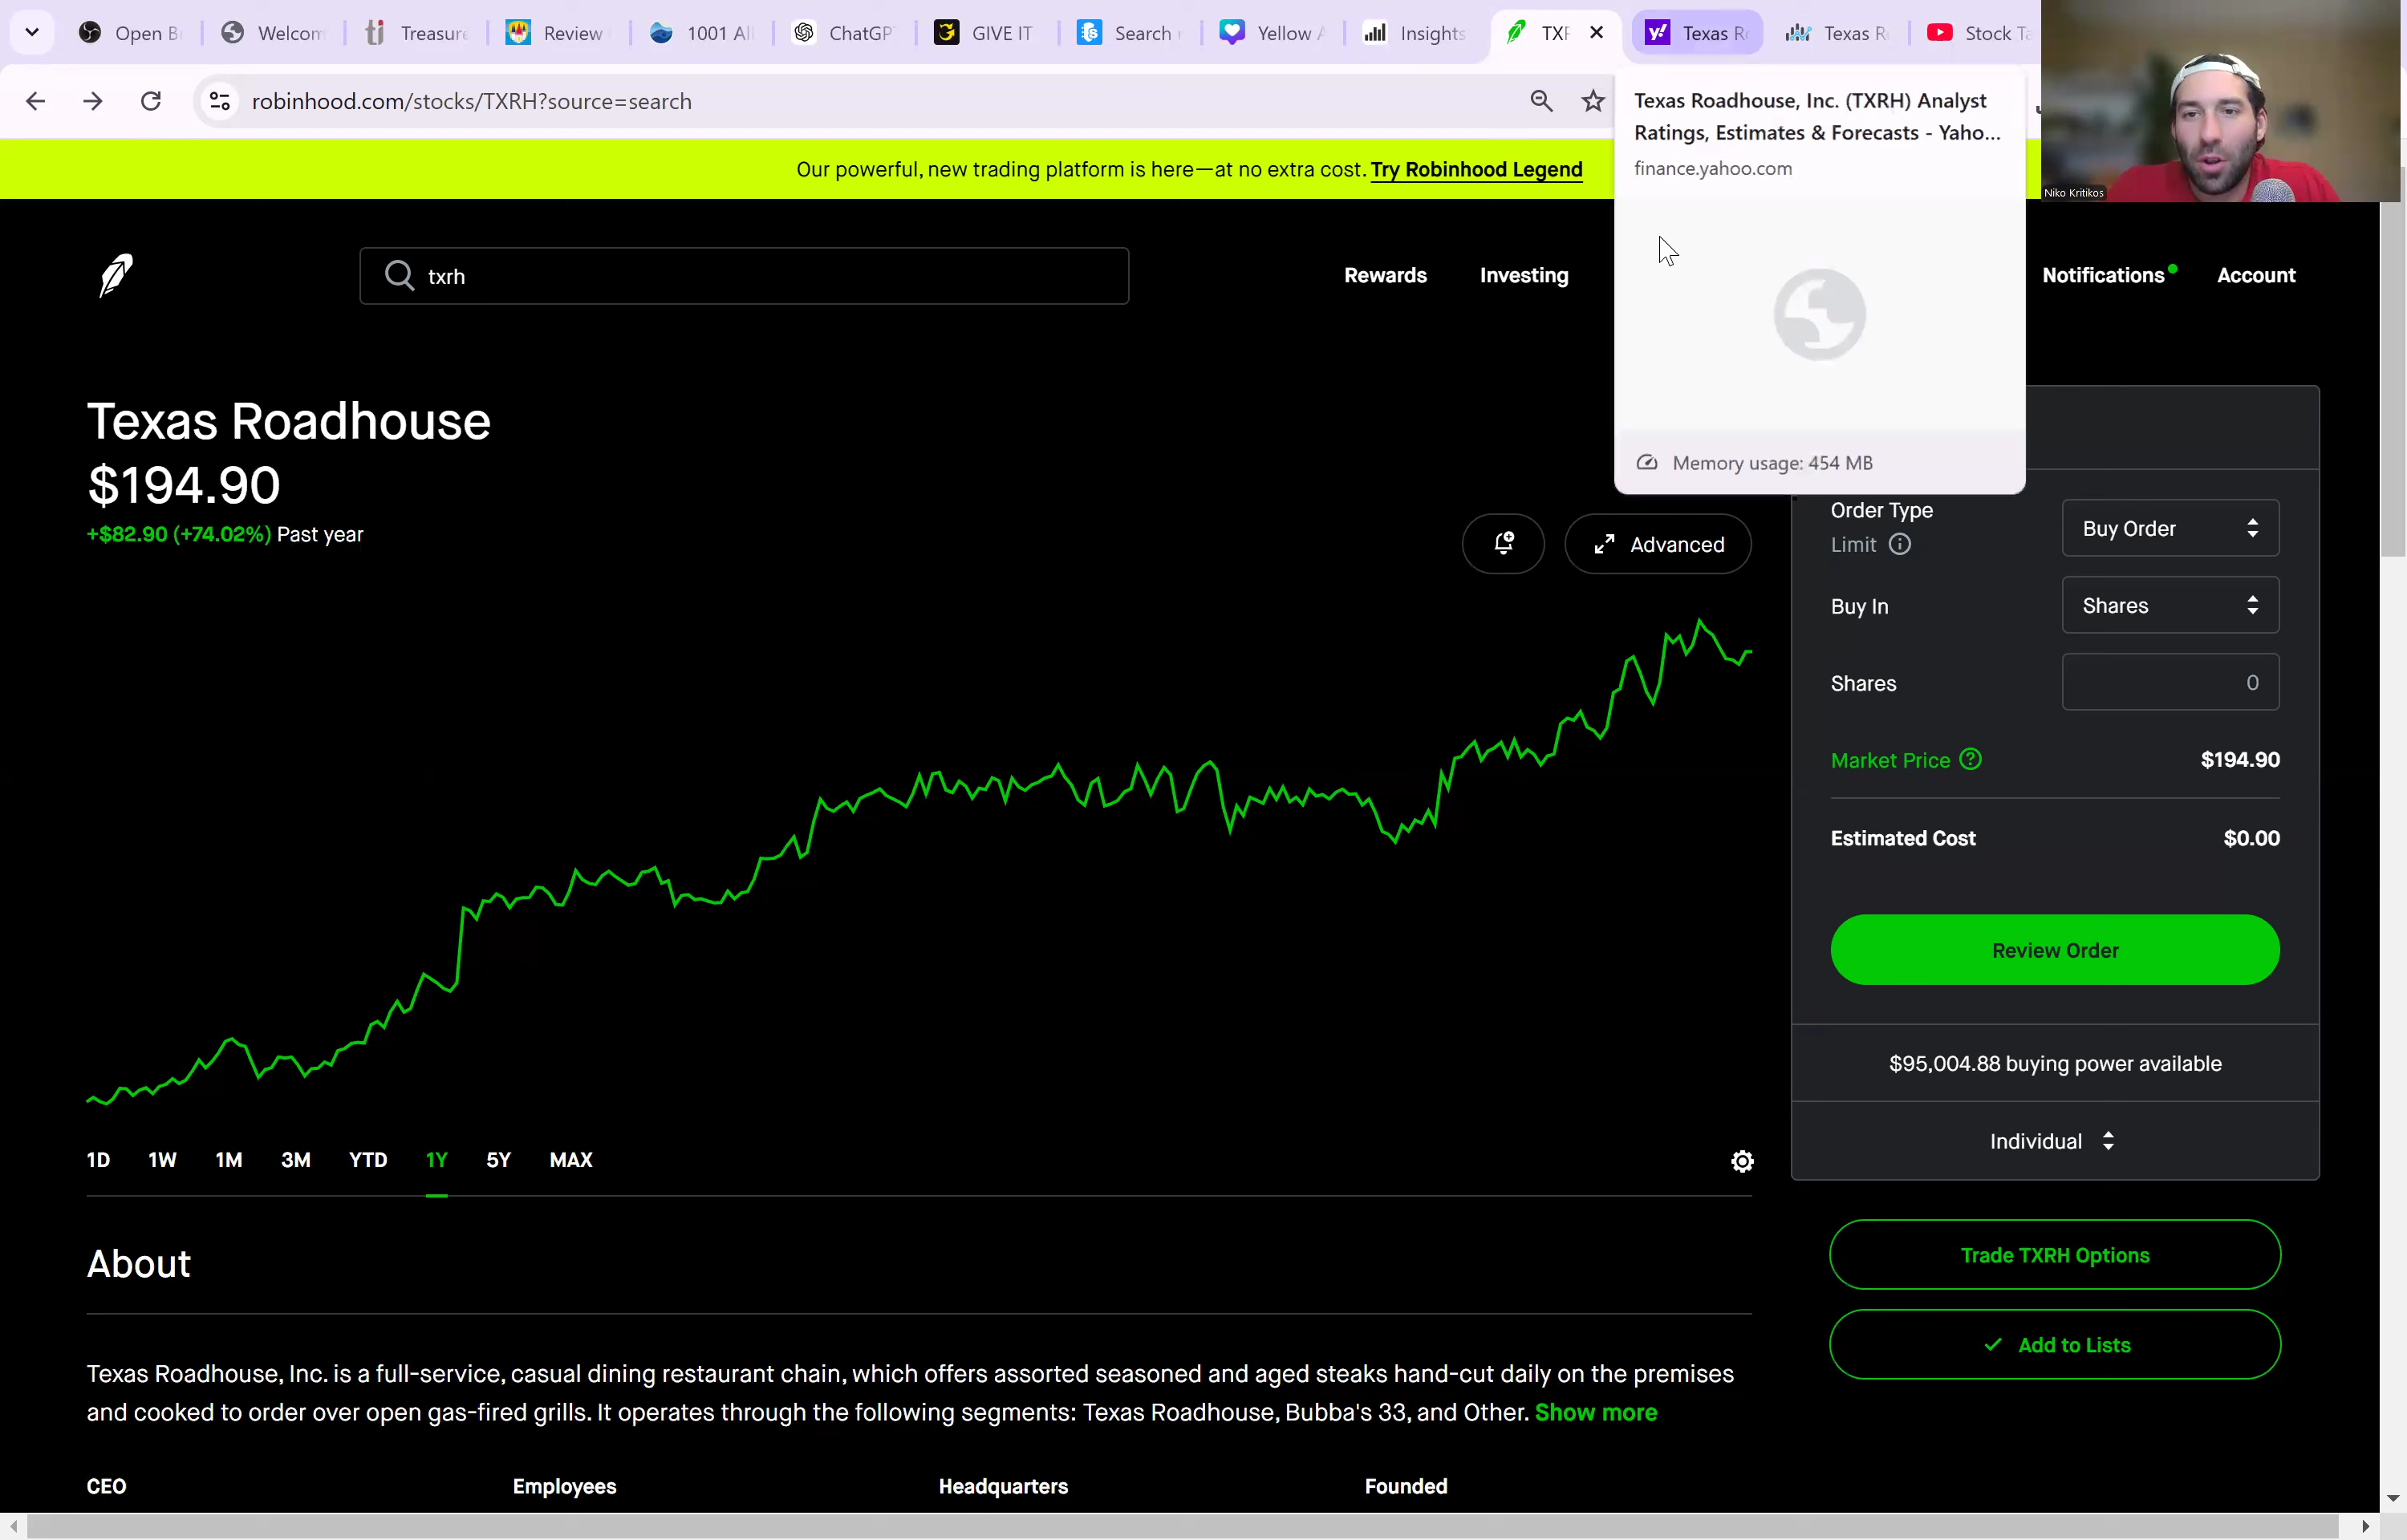 Open B
Welcom
Treasure
Review
1001 Ali
ChatGP
GIVE IT
Search
Yellow A
Insights
TXR
Texas R
Texas R
Stock Ta
robinhood.com/stocks/TXRH?source=search
Texas Roadhouse, Inc. (TXRH) Analyst
Ratings, Estimates & Forecasts - Yaho...
finance.yahoo.com
Memory usage: 454 MB
Niko Kritikos
Our powerful, new trading platform is here—at no extra cost. Try Robinhood Legend
txrh
Rewards
Investing
Notifications
Account
Texas Roadhouse
$194.90
+$82.90 (+74.02%) Past year
Advanced
Order Type
Limit
Buy Order
Buy In
Shares
Shares
0
Market Price
$194.90
Estimated Cost
$0.00
Review Order
$95,004.88 buying power available
Individual
Trade TXRH Options
Add to Lists
1D 1W 1M 3M YTD 1Y 5Y MAX
About
Texas Roadhouse, Inc. is a full-service, casual dining restaurant chain, which offers assorted seasoned and aged steaks hand-cut daily on the premises
and cooked to order over open gas-fired grills. It operates through the following segments: Texas Roadhouse, Bubba's 33, and Other. Show more
CEO
Employees
Headquarters
Founded